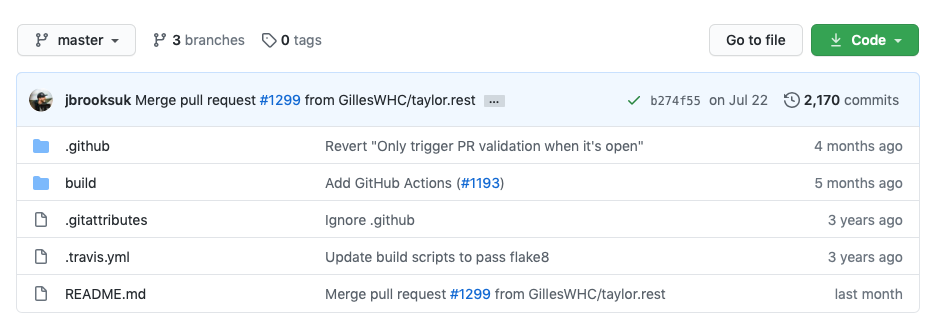 master 3 branches 0 tags Go to file Code
jbrooksuk Merge pull request #1299 from GillesWHC/taylor.rest ... b274f55 on Jul 22 2,170 commits
.github Revert "Only trigger PR validation when it's open" 4 months ago
build Add GitHub Actions (#1193) 5 months ago
.gitattributes Ignore .github 3 years ago
.travis.yml Update build scripts to pass flake8 3 years ago
README.md Merge pull request #1299 from GillesWHC/taylor.rest last month